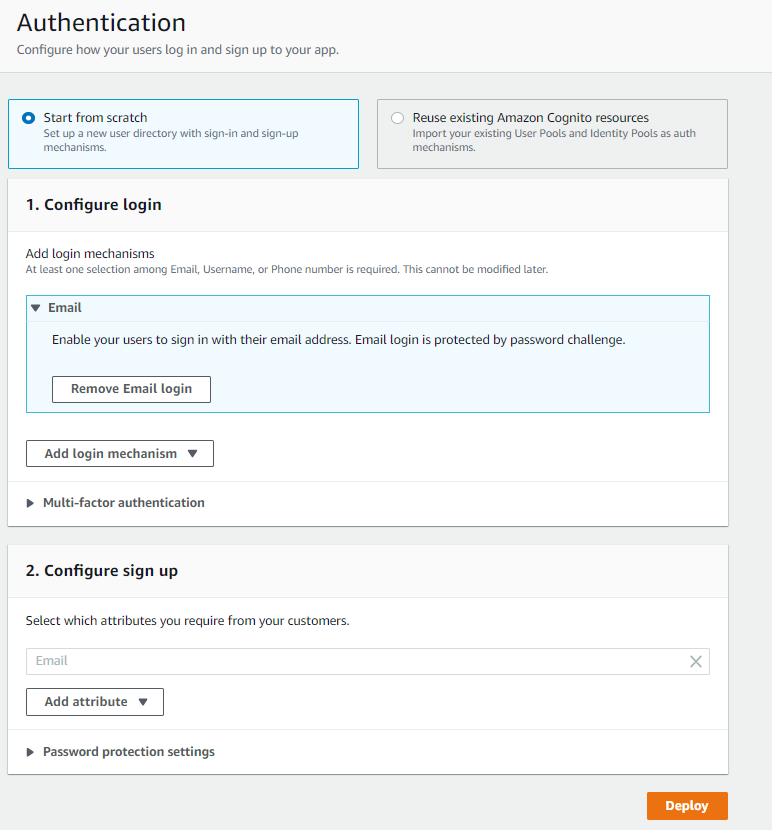 Authentication
Configure how your users log in and sign up to your app.
Start from scratch
Set up a new user directory with sign-in and sign-up
mechanisms.
Reuse existing Amazon Cognito resources
Import your existing User Pools and Identity Pools as auth
mechanisms.
1. Configure login
Add login mechanisms
At least one selection among Email, Username, or Phone number is required. This cannot be modified later.
Email
Enable your users to sign in with their email address. Email login is protected by password challenge.
Remove Email login
Add login mechanism
Multi-factor authentication
2. Configure sign up
Select which attributes you require from your customers.
Email
Add attribute
Password protection settings
Deploy